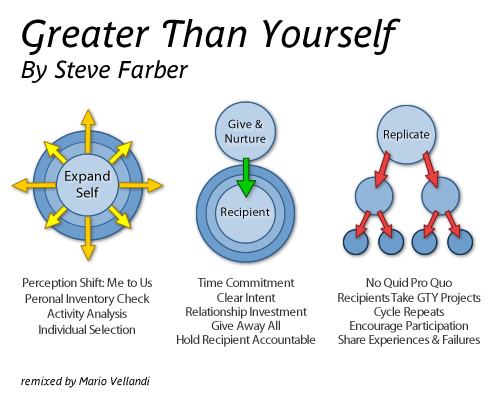 Greater Than Yourself
By Steve Farber
Expand
Self
Give &
Nurture
Recipient
Replicate
Perception Shift: Me to Us
Peronal Inventory Check
Activity Analysis
Individual Selection
Time Commitment
Clear Intent
Relationship Investment
Give Away All
Hold Recipient Accountable
No Quid Pro Quo
Recipients Take GTY Projects
Cycle Repeats
Encourage Participation
Share Experiences & Failures
remixed by Mario Vellandi